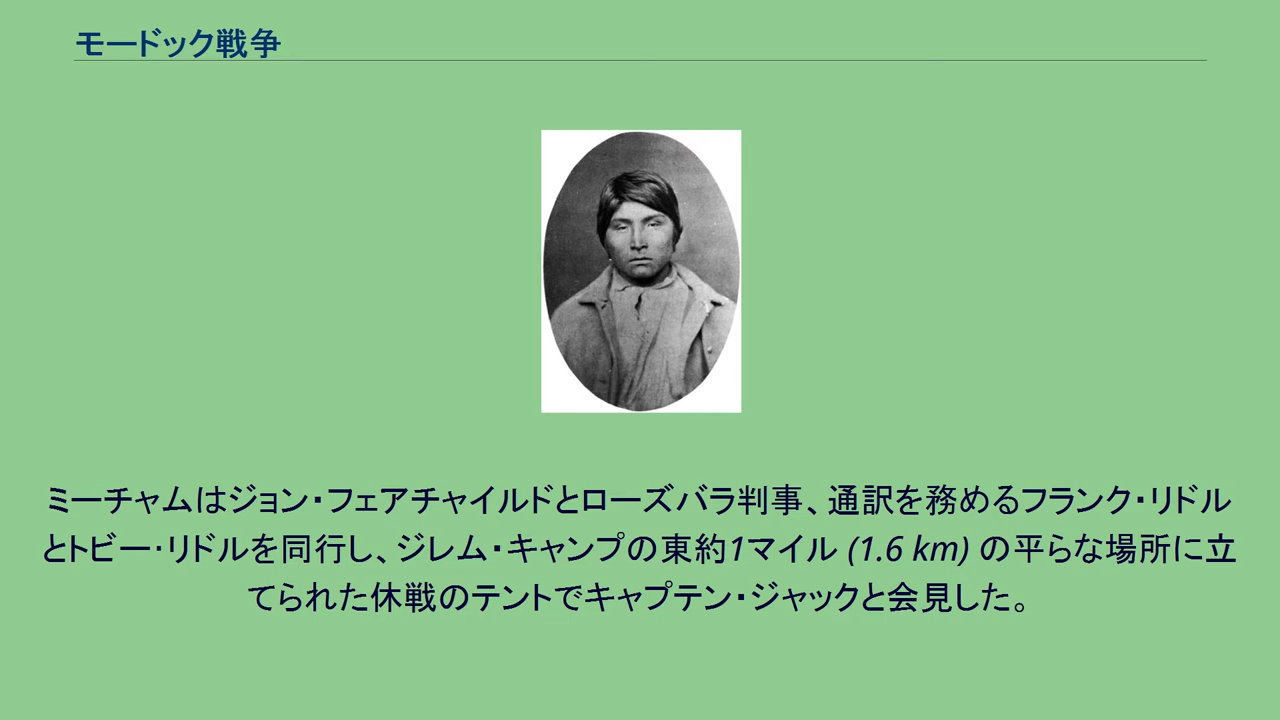 モードック戦争
ミーチャムはジョン・フェアチャイルドとローズバラ判事、通訳を務めるフランク・リドル
とトビー·リドルを同行し、ジレム・キャンプの東約1マイル (1.6 km) の平らな場所に立
てられた休戦のテントでキャプテン・ジャックと会見した。